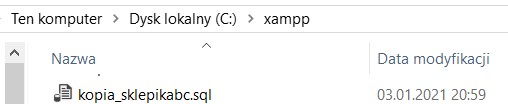 Ten komputer > Dysk lokalny (C:) > xampp
Nazwa Data modyfikacji
kopia_sklepikabc.sql 03.01.2021 20:59